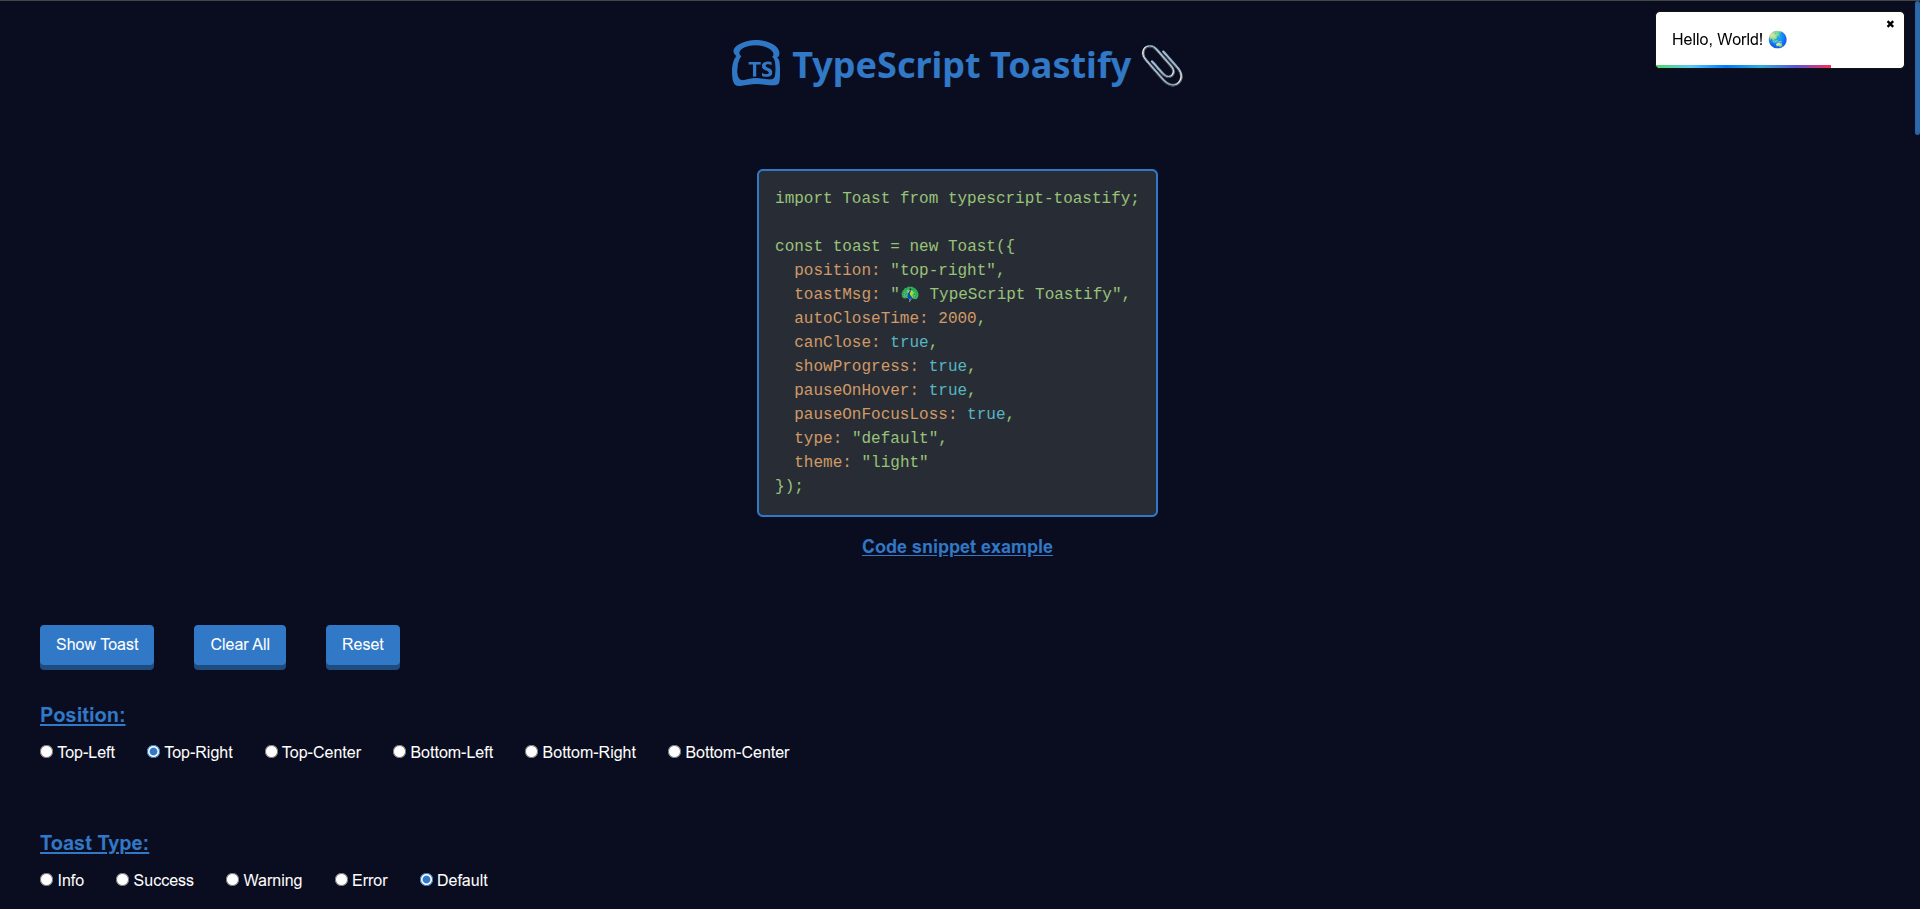 TS TypeScript Toastify 📎
Hello, World! 🌏
✖
import Toast from typescript-toastify;
const toast = new Toast({
  position: "top-right",
  toastMsg: "🦚 TypeScript Toastify",
  autoCloseTime: 2000,
  canClose: true,
  showProgress: true,
  pauseOnHover: true,
  pauseOnFocusLoss: true,
  type: "default",
  theme: "light"
});
Code snippet example
Show Toast Clear All Reset
Position:
Top-Left Top-Right Top-Center Bottom-Left Bottom-Right Bottom-Center
Toast Type:
Info Success Warning Error Default